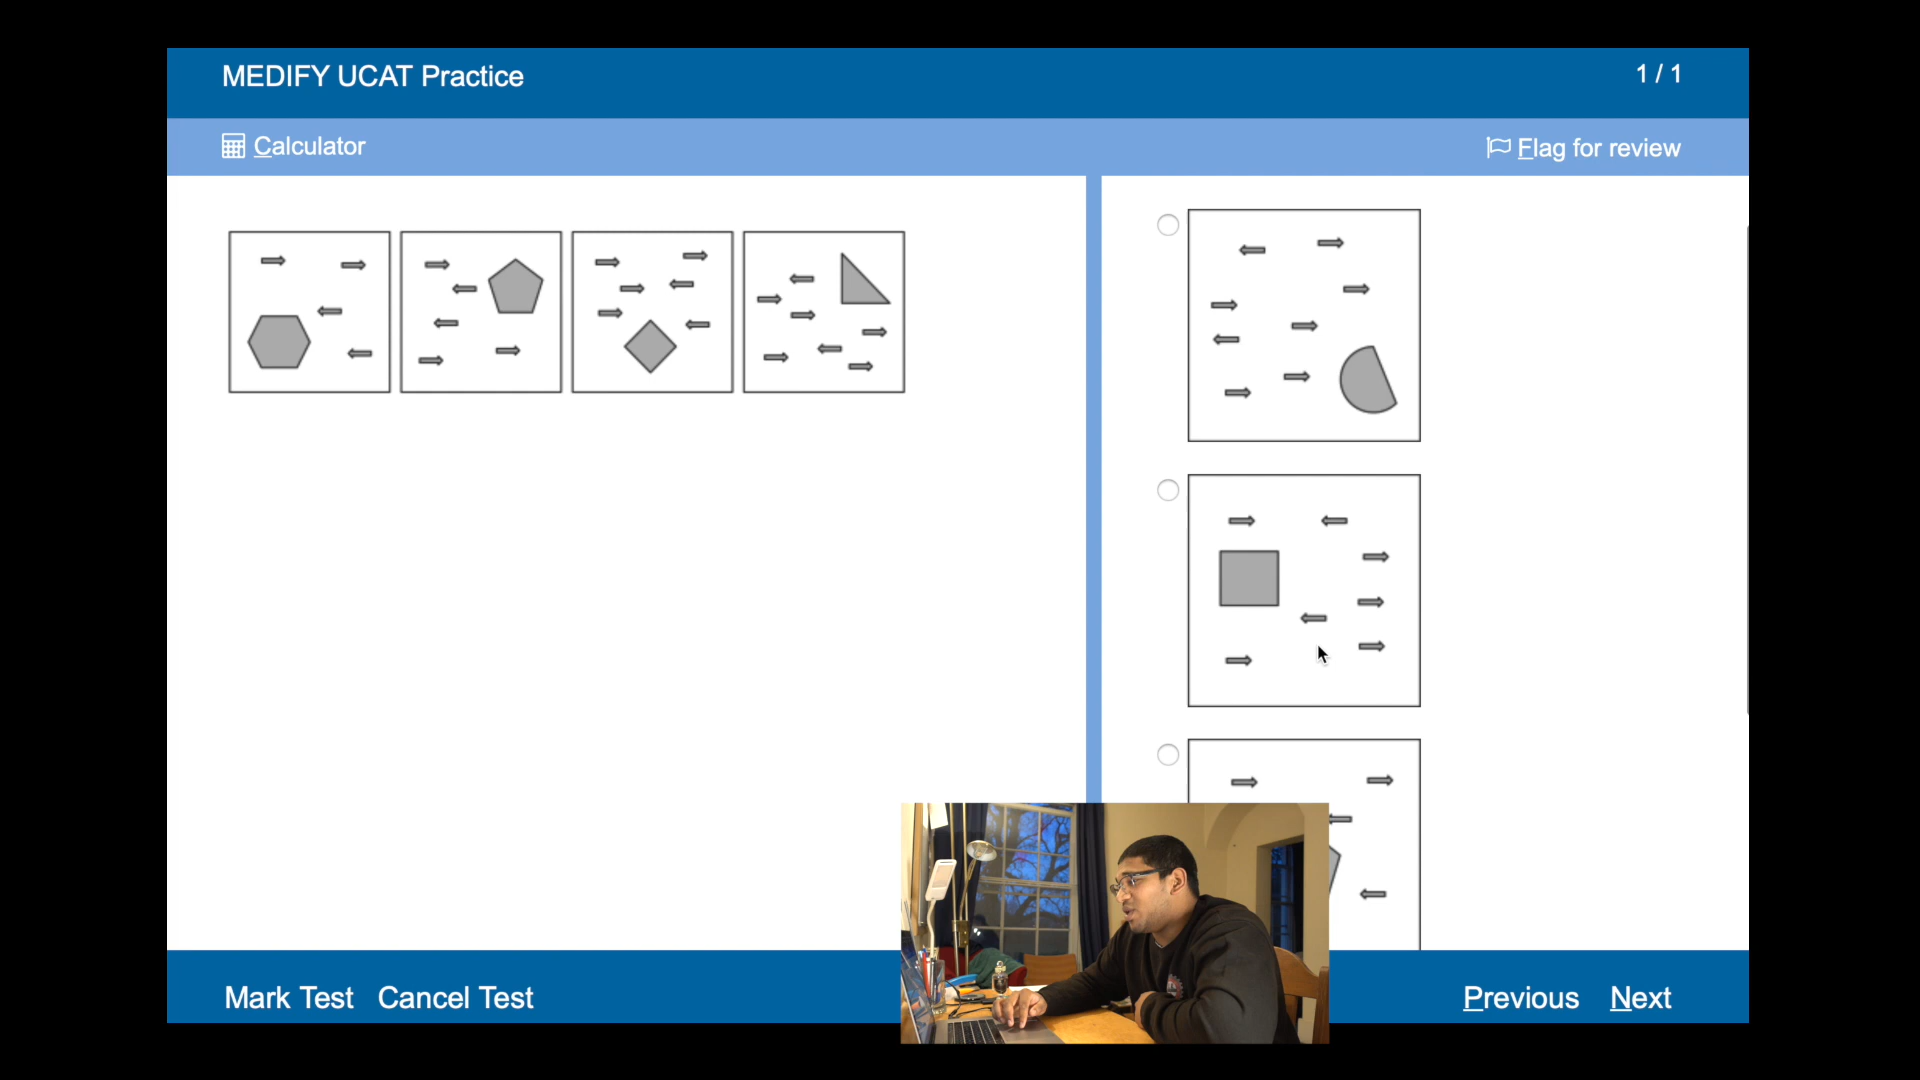 MEDIFY UCAT Practice
1 / 1
Calculator
Flag for review
Mark Test
Cancel Test
Previous
Next